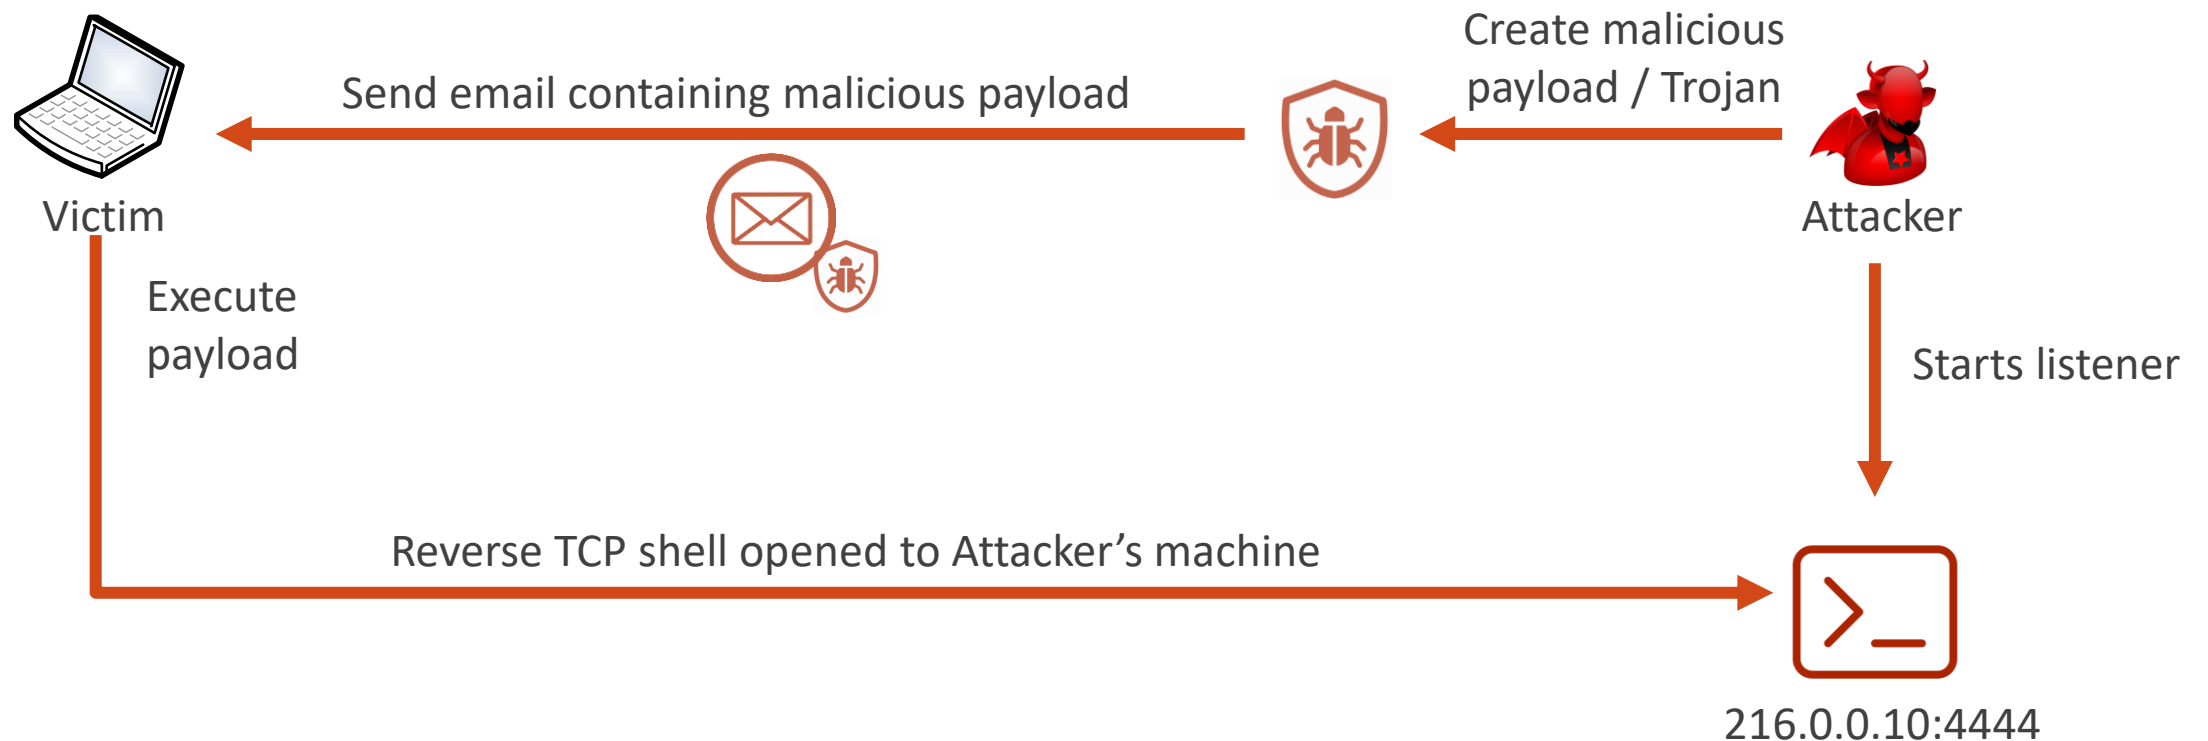 Create malicious
payload / Trojan
Send email containing malicious payload
Victim
Attacker
Execute
payload
Starts listener
Reverse TCP shell opened to Attacker’s machine
216.0.0.10:4444